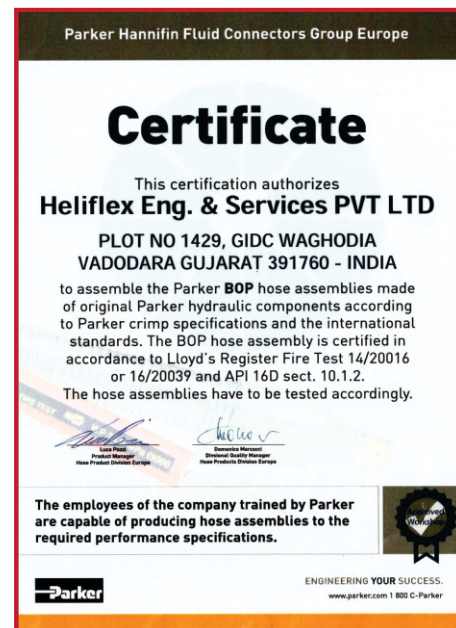 Parker Hannifin Fluid Connectors Group Europe
Certificate
This certification authorizes
Heliflex Eng. & Services PVT LTD
PLOT NO 1429, GIDC WAGHODIA
VADODARA GUJARAT 391760 - INDIA
to assemble the Parker BOP hose assemblies made
of original Parker hydraulic components according
to Parker crimp specifications and the international
standards. The BOP hose assembly is certified in
accordance to Lloyd's Register Fire Test 14/20016
or 16/20039 and API 16D sect. 10.1.2.
The hose assemblies have to be tested accordingly.
FIRE TEST
Luca Pozzi
Product Manager
Hose Product Division Europe
Domenico Marcucci
Divisional Quality Manager
Hose Products Division Europe
The employees of the company trained by Parker
are capable of producing hose assemblies to the
required performance specifications.
Approved
Workshop
Parker
ENGINEERING YOUR SUCCESS.
www.parker.com 1 800 C-Parker